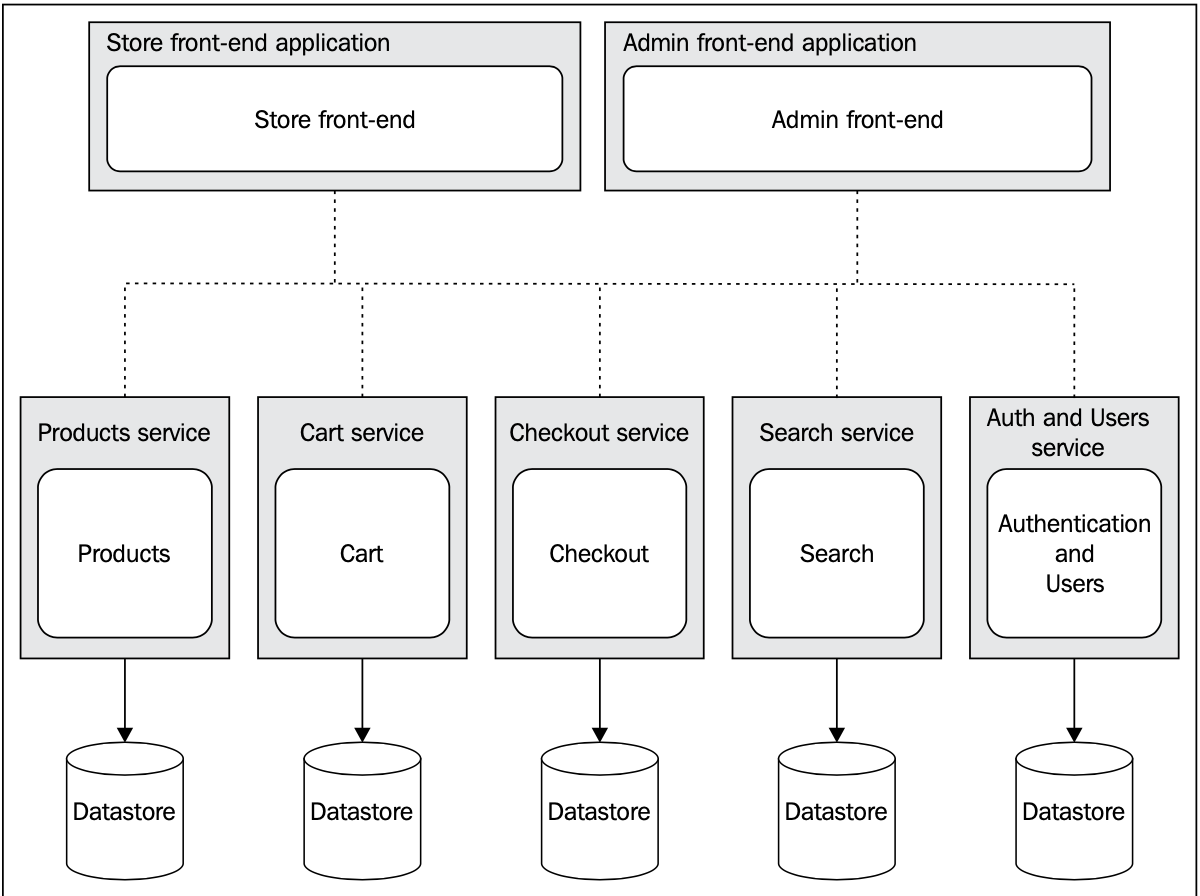 Store front-end application
Store front-end
Admin front-end application
Admin front-end
Products service
Products
Cart service
Cart
Checkout service
Checkout
Search service
Search
Auth and Users
service
Authentication
and
Users
Datastore
Datastore
Datastore
Datastore
Datastore